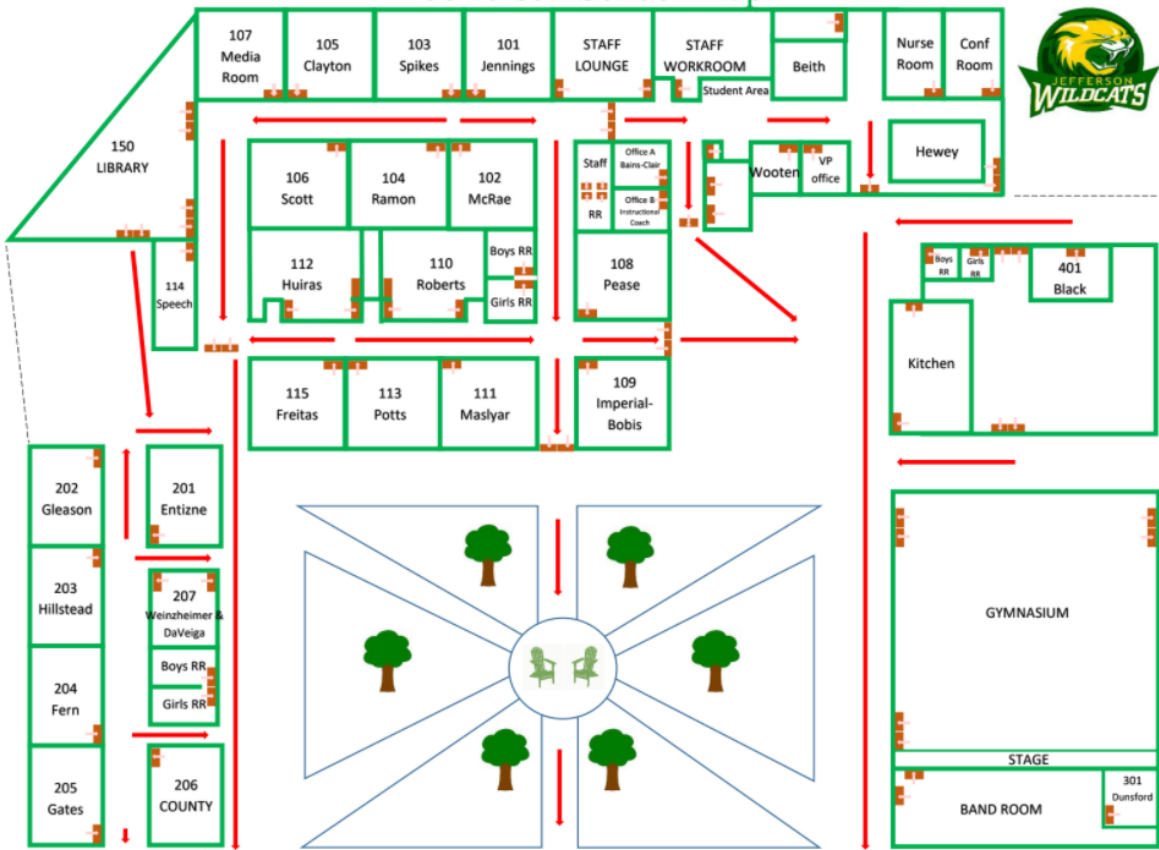 107
Media
Room
105
Clayton
103
Spikes
101
Jennings
STAFF
LOUNGE
STAFF
WORKROOM
Student Area
Beith
Nurse
Room
Conf
Room
JEFFERSON
WILDCATS
150
LIBRARY
106
Scott
104
Ramon
102
McRae
Staff
RR
Office A
Bains-Clair
Office B
Instructional
Coach
Wooten
VP
office
Hewey
114
Speech
112
Huiras
110
Roberts
Boys RR
Girls RR
108
Pease
Boys
RR
Girls
RR
401
Black
Kitchen
115
Freitas
113
Potts
111
Maslyar
109
Imperial-
Bobis
202
Gleason
201
Entizne
203
Hillstead
207
Weinzheimer &
DaVeiga
Boys RR
Girls RR
204
Fern
205
Gates
206
COUNTY
GYMNASIUM
STAGE
BAND ROOM
301
Dunsford